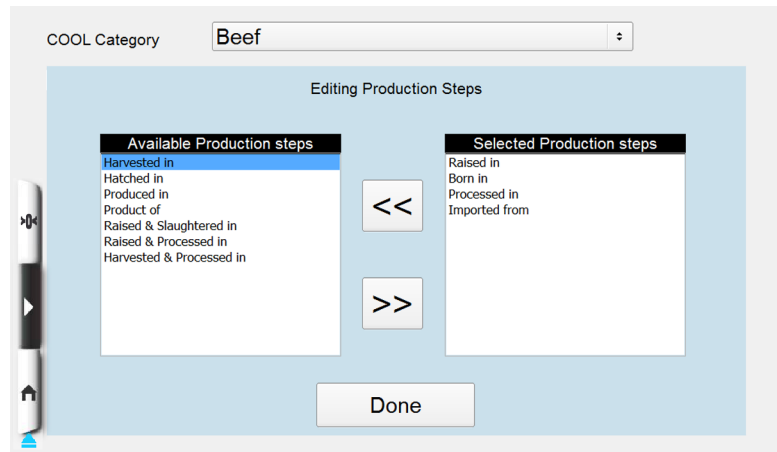 COOL Category
Beef
Editing Production Steps
Available Production steps
Harvested in
Hatched in
Produced in
Product of
Raised & Slaughtered in
Raised & Processed in
Harvested & Processed in
<<
>>
Selected Production steps
Raised in
Born in
Processed in
Imported from
>0<
Done